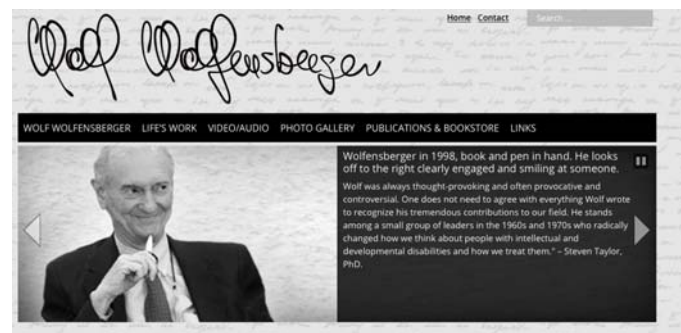 Home Contact Search ...
Wolf Wolfensberger
WOLF WOLFENSBERGER LIFE'S WORK VIDEO/AUDIO PHOTO GALLERY PUBLICATIONS & BOOKSTORE LINKS
Wolfensberger in 1998, book and pen in hand. He looks
off to the right clearly engaged and smiling at someone.
Wolf was always thought-provoking and often provocative and
controversial. One does not need to agree with everything Wolf wrote
to recognize his tremendous contributions to our field. He stands
among a small group of leaders in the 1960s and 1970s who radically
changed how we think about people with intellectual and
developmental disabilities and how we treat them." – Steven Taylor,
PhD.